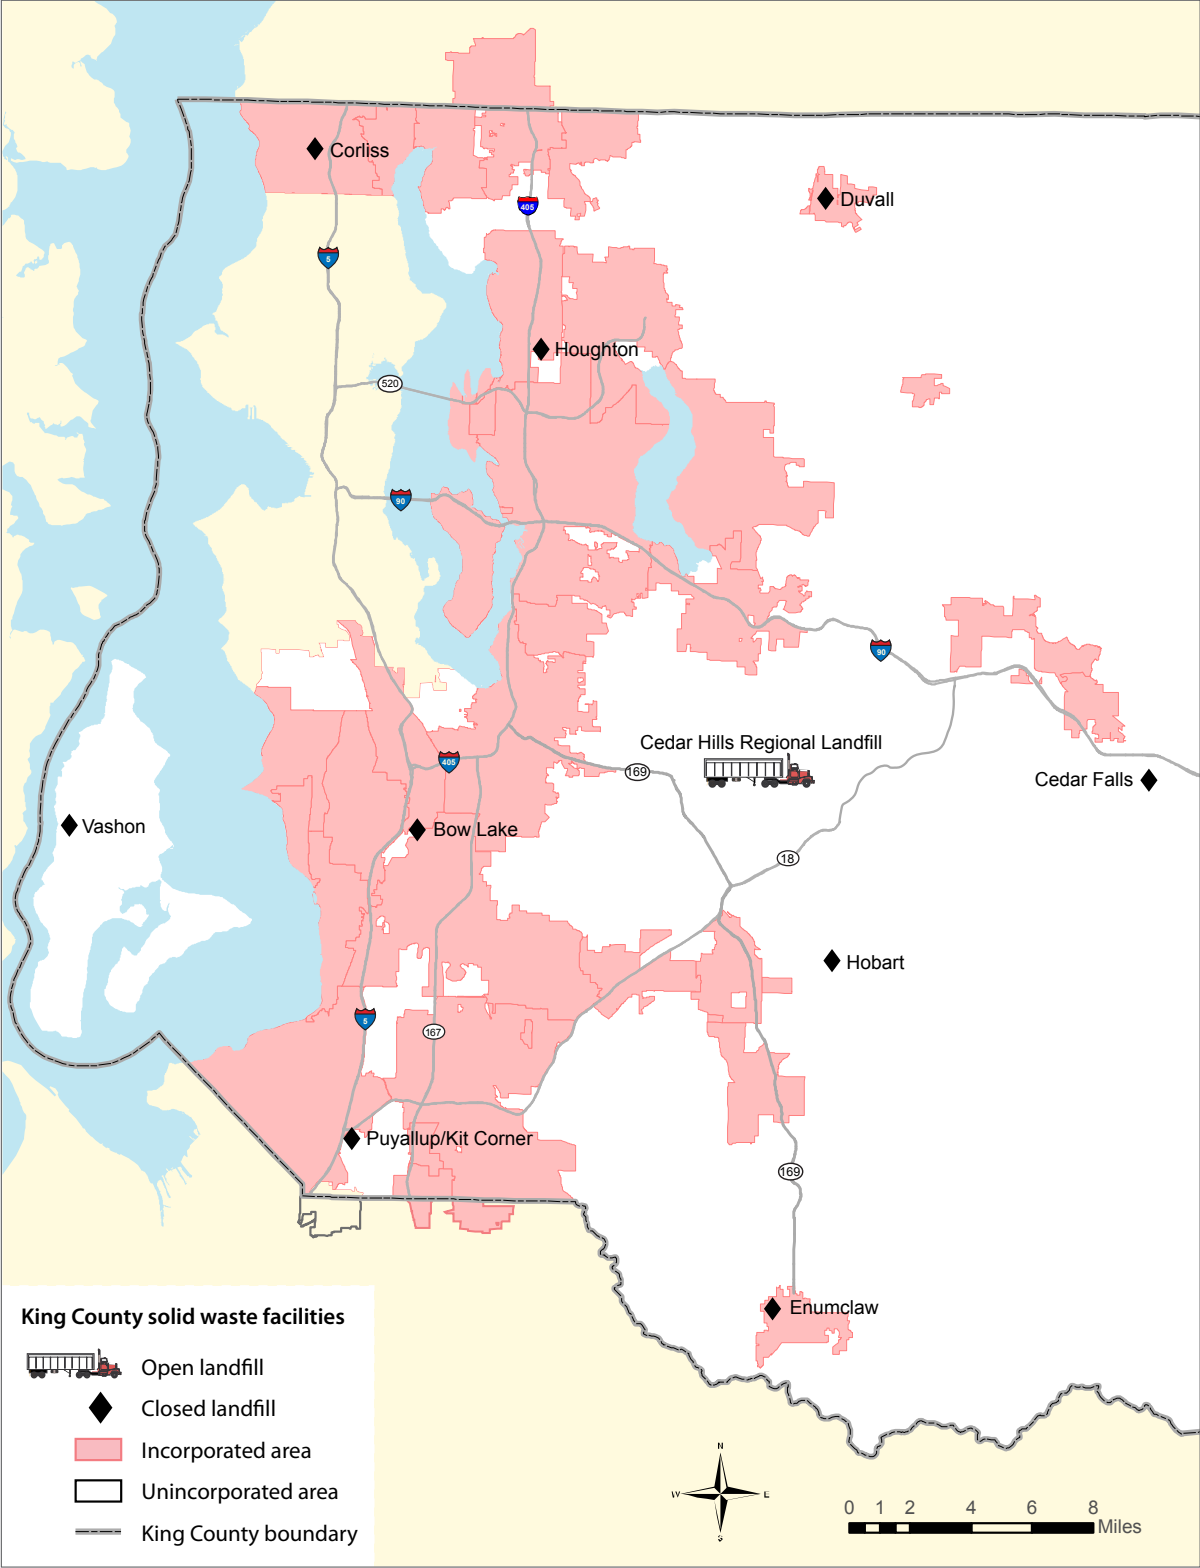 Corliss
Duvall
405
5
Houghton
520
90
90
Cedar Hills Regional Landfill
169
Cedar Falls
405
Vashon
Bow Lake
18
Hobart
5
167
Puyallup/Kit Corner
169
Enumclaw
King County solid waste facilities
Open landfill
Closed landfill
Incorporated area
Unincorporated area
King County boundary
N
W
E
S
0 1 2 4 6 8
Miles